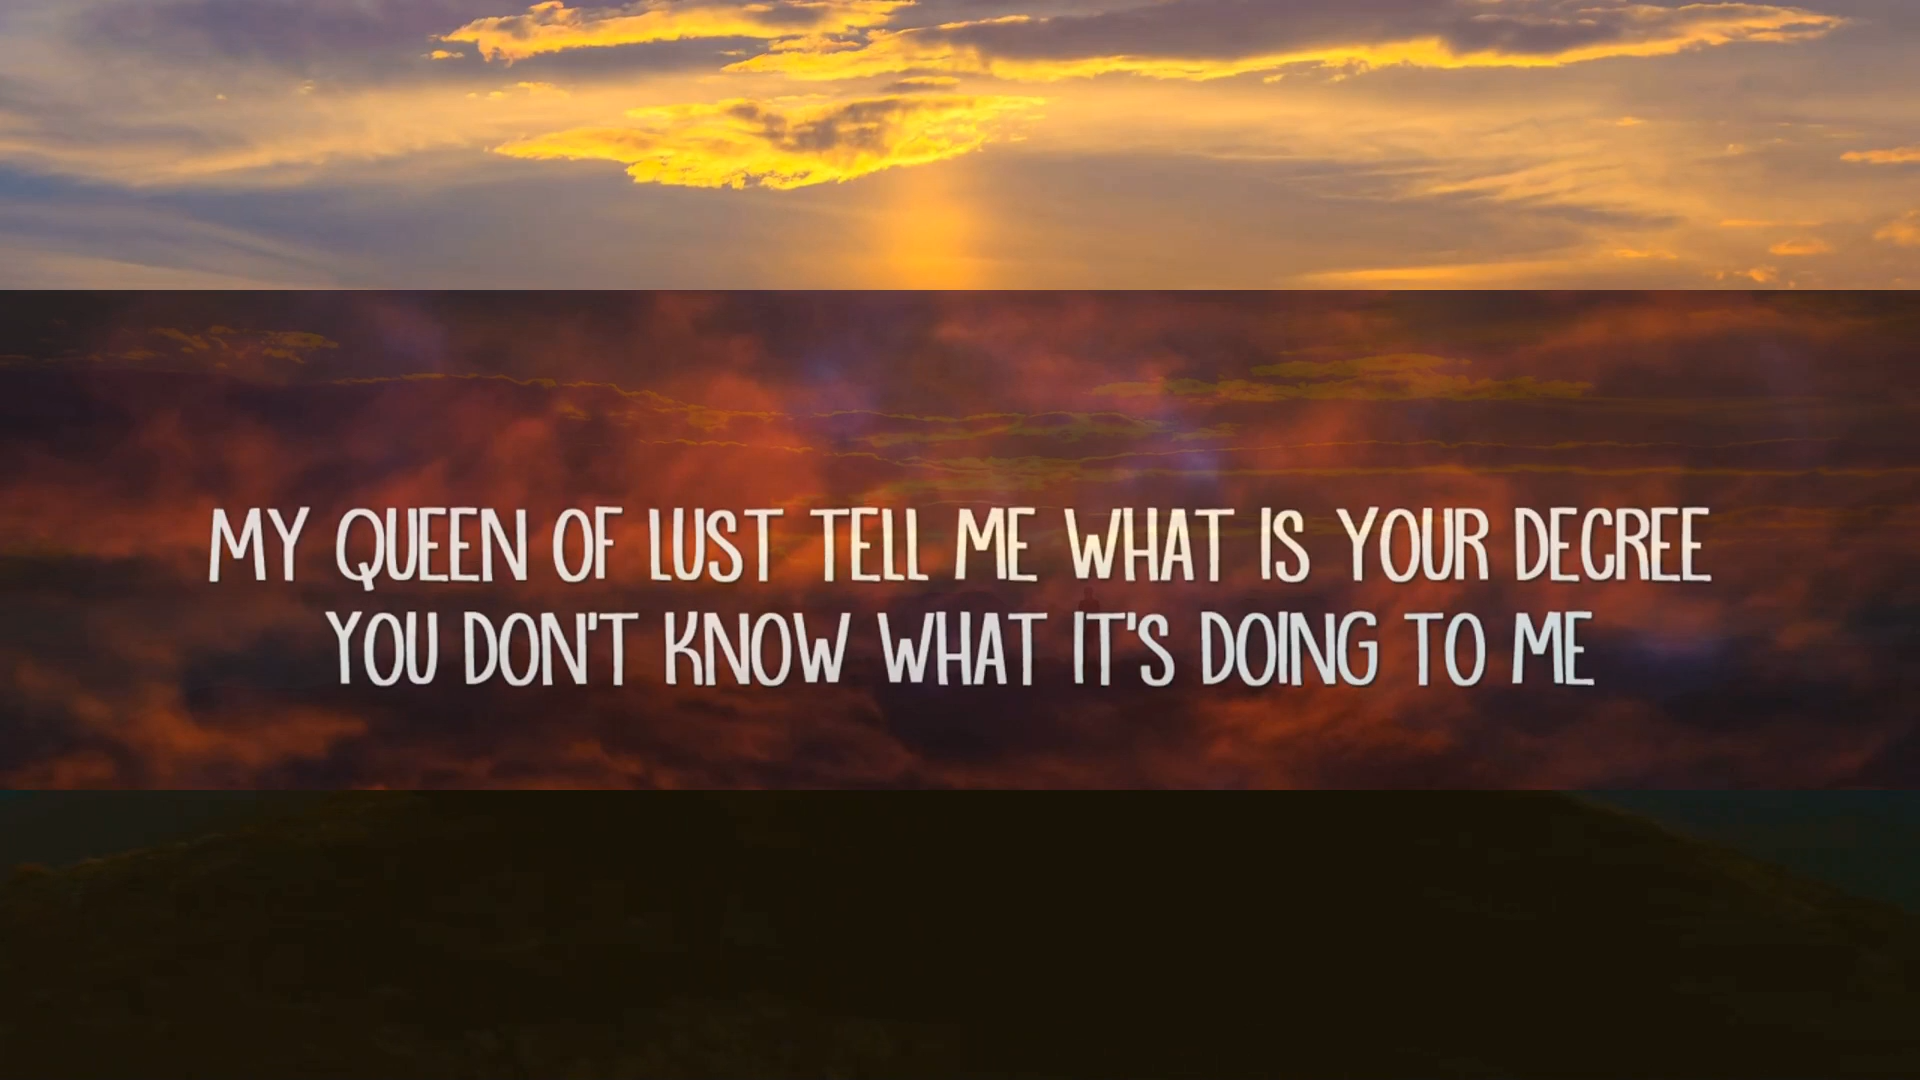 MY QUEEN OF LUST TELL ME WHAT IS YOUR DECREE
YOU DON'T KNOW WHAT IT'S DOING TO ME